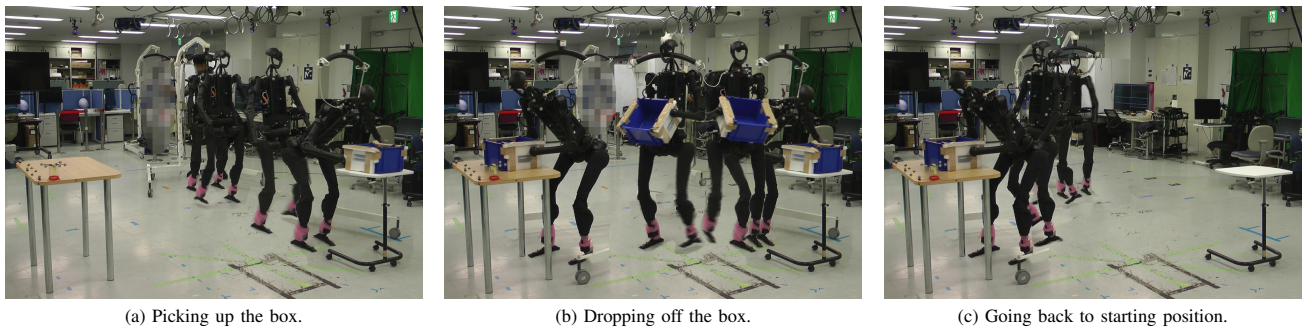 (a) Picking up the box.
(b) Dropping off the box.
(c) Going back to starting position.